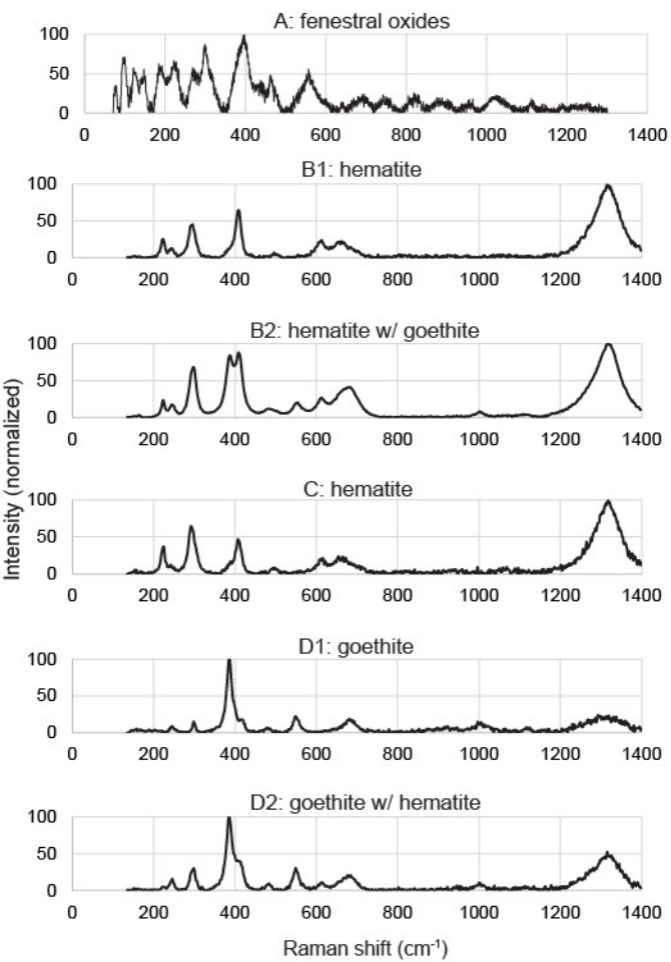 A: fenestral oxides
100
50
0
0 200 400 600 800 1000 1200 1400
B1: hematite
100
50
0
0 200 400 600 800 1000 1200 1400
B2: hematite w/ goethite
100
50
0
0 200 400 600 800 1000 1200 1400
Intensity (normalized)
C: hematite
100
50
0
0 200 400 600 800 1000 1200 1400
D1: goethite
100
50
0
0 200 400 600 800 1000 1200 1400
D2: goethite w/ hematite
100
50
0
0 200 400 600 800 1000 1200 1400
Raman shift (cm⁻¹)